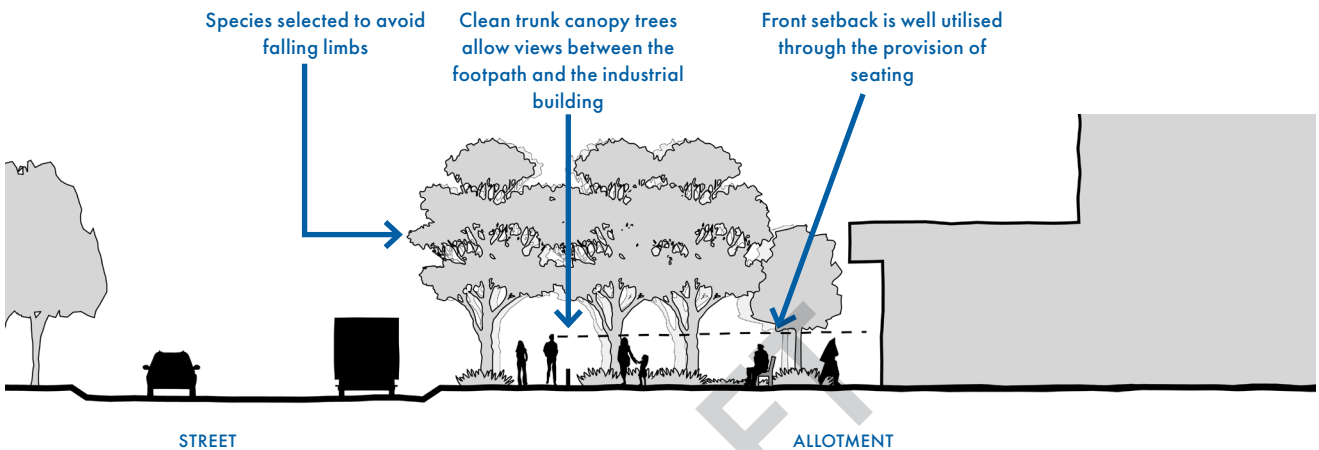 Species selected to avoid
falling limbs
Clean trunk canopy trees
allow views between the
footpath and the industrial
building
Front setback is well utilised
through the provision of
seating
STREET
ALLOTMENT